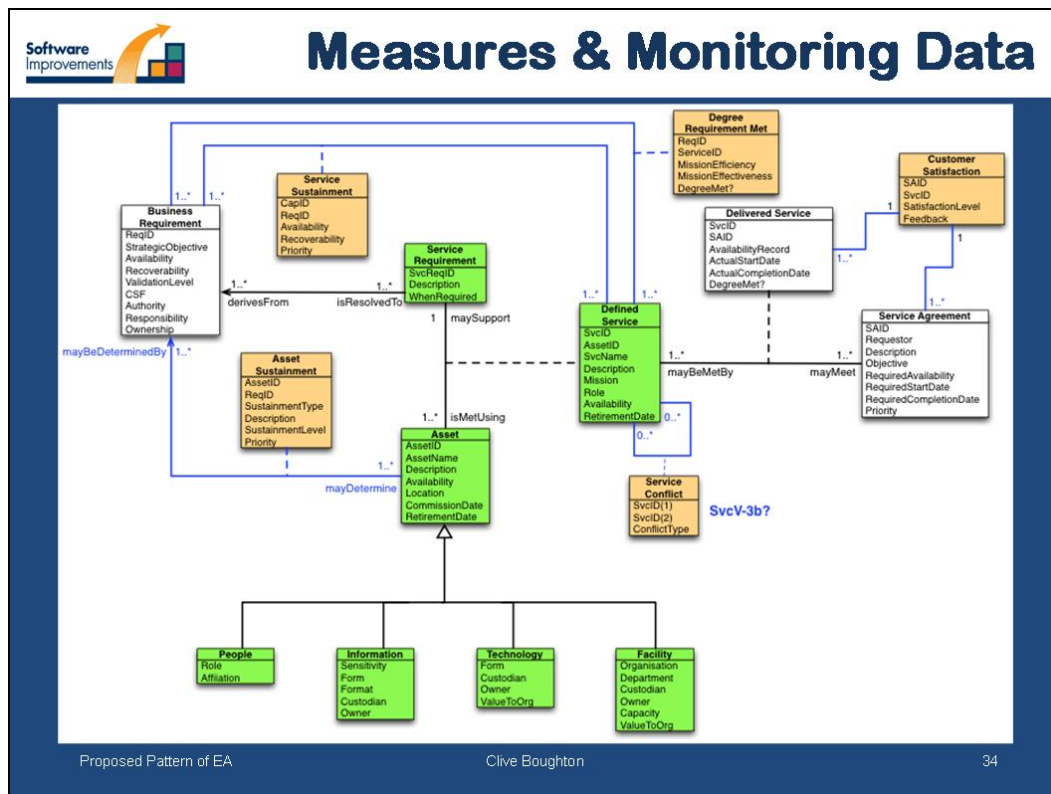 Software
Improvements
Measures & Monitoring Data
Degree
Requirement Met
ReqID
ServiceID
MissionEfficiency
MissionEffectiveness
DegreeMet?
Customer
Satisfaction
SAID
SvcID
SatisfactionLevel
Feedback
Service
Sustainment
CapID
ReqID
Availability
Recoverability
Priority
1..*
1..*
Business
Requirement
ReqID
StrategicObjective
Availability
Recoverability
ValidationLevel
CSF
Authority
Responsibility
Ownership
Delivered Service
SvcID
SAID
AvailabilityRecord
ActualStartDate
ActualCompletionDate
DegreeMet?
1
1..*
1
1..*
Service
Requirement
SvcReqID
Description
WhenRequired
1..*
derivesFrom
1..*
isResolvedTo
1
maySupport
1..*
1..*
Defined
Service
SvcID
AssetID
SvcName
Description
Mission
Role
Availability
RetirementDate
Service Agreement
SAID
Requestor
Description
Objective
RequiredAvailability
RequiredStartDate
RequiredCompletionDate
Priority
1..*
mayBeMetBy
1..*
mayMeet
mayBeDeterminedBy
1..*
Asset
Sustainment
AssetID
ReqID
SustainmentType
Description
SustainmentLevel
Priority
1..*
isMetUsing
0..*
0..*
Asset
AssetID
AssetName
Description
Availability
Location
CommissionDate
RetirementDate
1..*
mayDetermine
Service
Conflict
SvcID(1)
SvcID(2)
ConflictType
SvcV-3b?
People
Role
Affiliation
Information
Sensitivity
Form
Format
Custodian
Owner
Technology
Form
Custodian
Owner
ValueToOrg
Facility
Organisation
Department
Custodian
Owner
Capacity
ValueToOrg
Proposed Pattern of EA
Clive Boughton
34